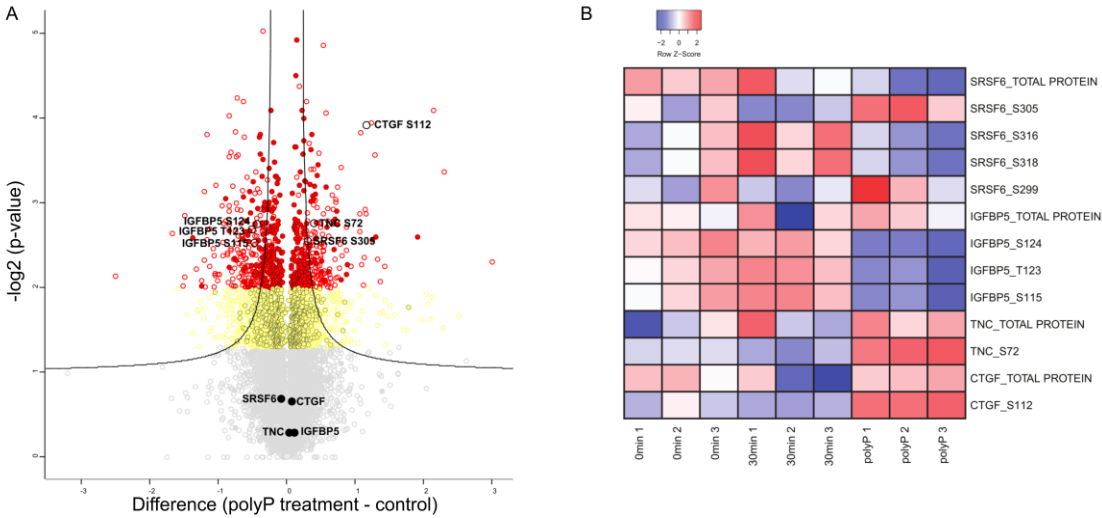 A
5
4
3
2
1
0
-log2 (p-value)
CTGF S112
IGFBP5 S124
IGFBP5 T123
IGFBP5 S115
TNC S72
SRSF6 S305
SRSF6
CTGF
TNC
IGFBP5
-3 -2 -1 0 1 2 3
Difference (polyP treatment - control)
B
-2 0 2
Row Z-Score
SRSF6_TOTAL PROTEIN
SRSF6_S305
SRSF6_S316
SRSF6_S318
SRSF6_S299
IGFBP5_TOTAL PROTEIN
IGFBP5_S124
IGFBP5_T123
IGFBP5_S115
TNC_TOTAL PROTEIN
TNC_S72
CTGF_TOTAL PROTEIN
CTGF_S112
0min 1
0min 2
0min 3
30min 1
30min 2
30min 3
polyP 1
polyP 2
polyP 3